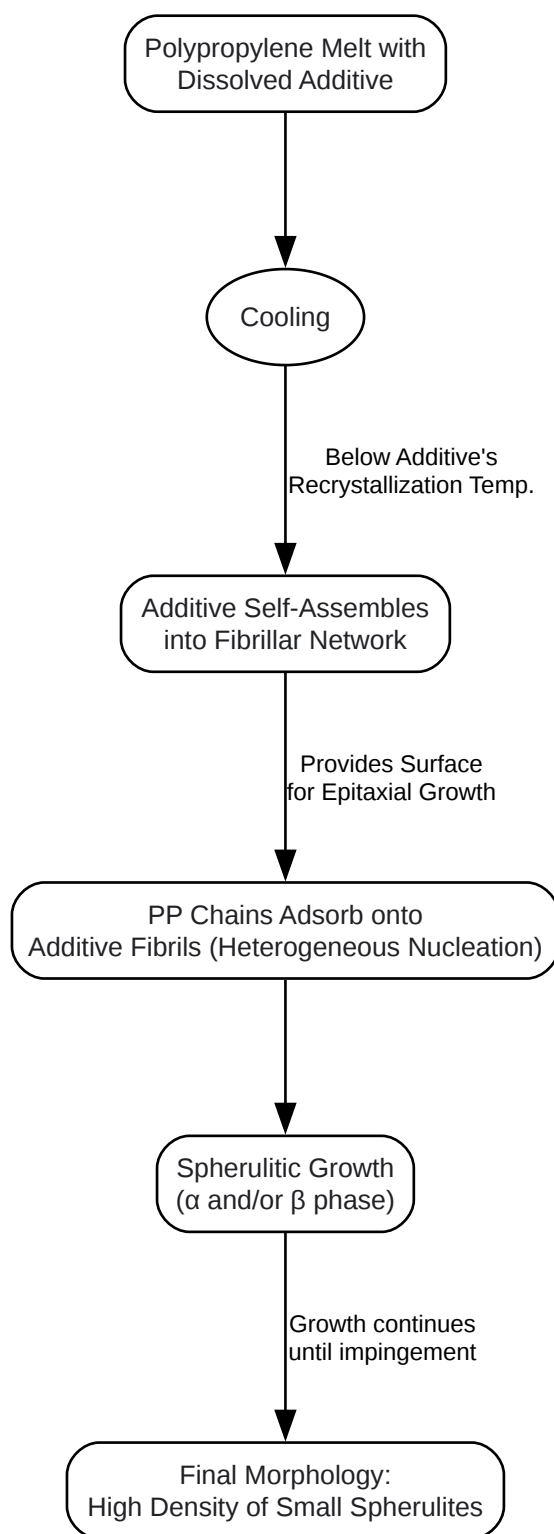 Polypropylene Melt with
Dissolved Additive
Cooling
Below Additive's
Recrystallization Temp.
Additive Self-Assembles
into Fibrillar Network
Provides Surface
for Epitaxial Growth
PP Chains Adsorb onto
Additive Fibrils (Heterogeneous Nucleation)
Spherulitic Growth
(α and/or β phase)
Growth continues
until impingement
Final Morphology:
High Density of Small Spherulites